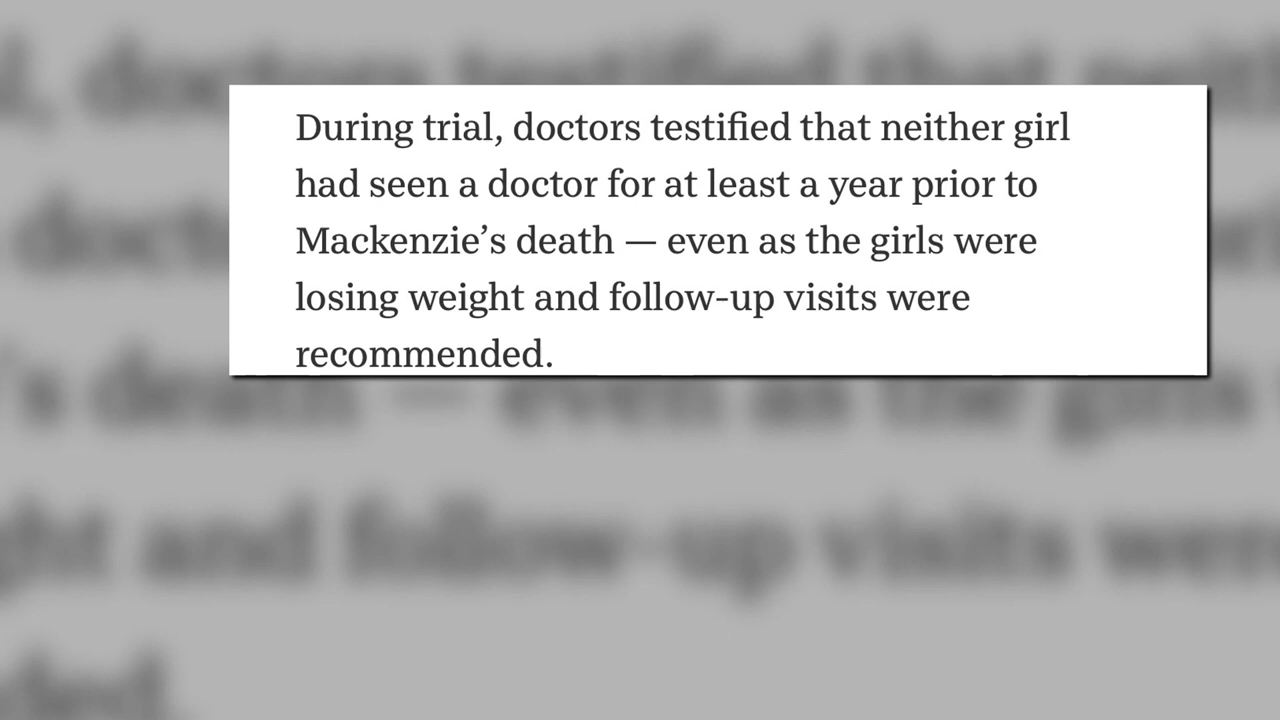 During trial, doctors testified that neither girl
had seen a doctor for at least a year prior to
Mackenzie’s death — even as the girls were
losing weight and follow-up visits were
recommended.